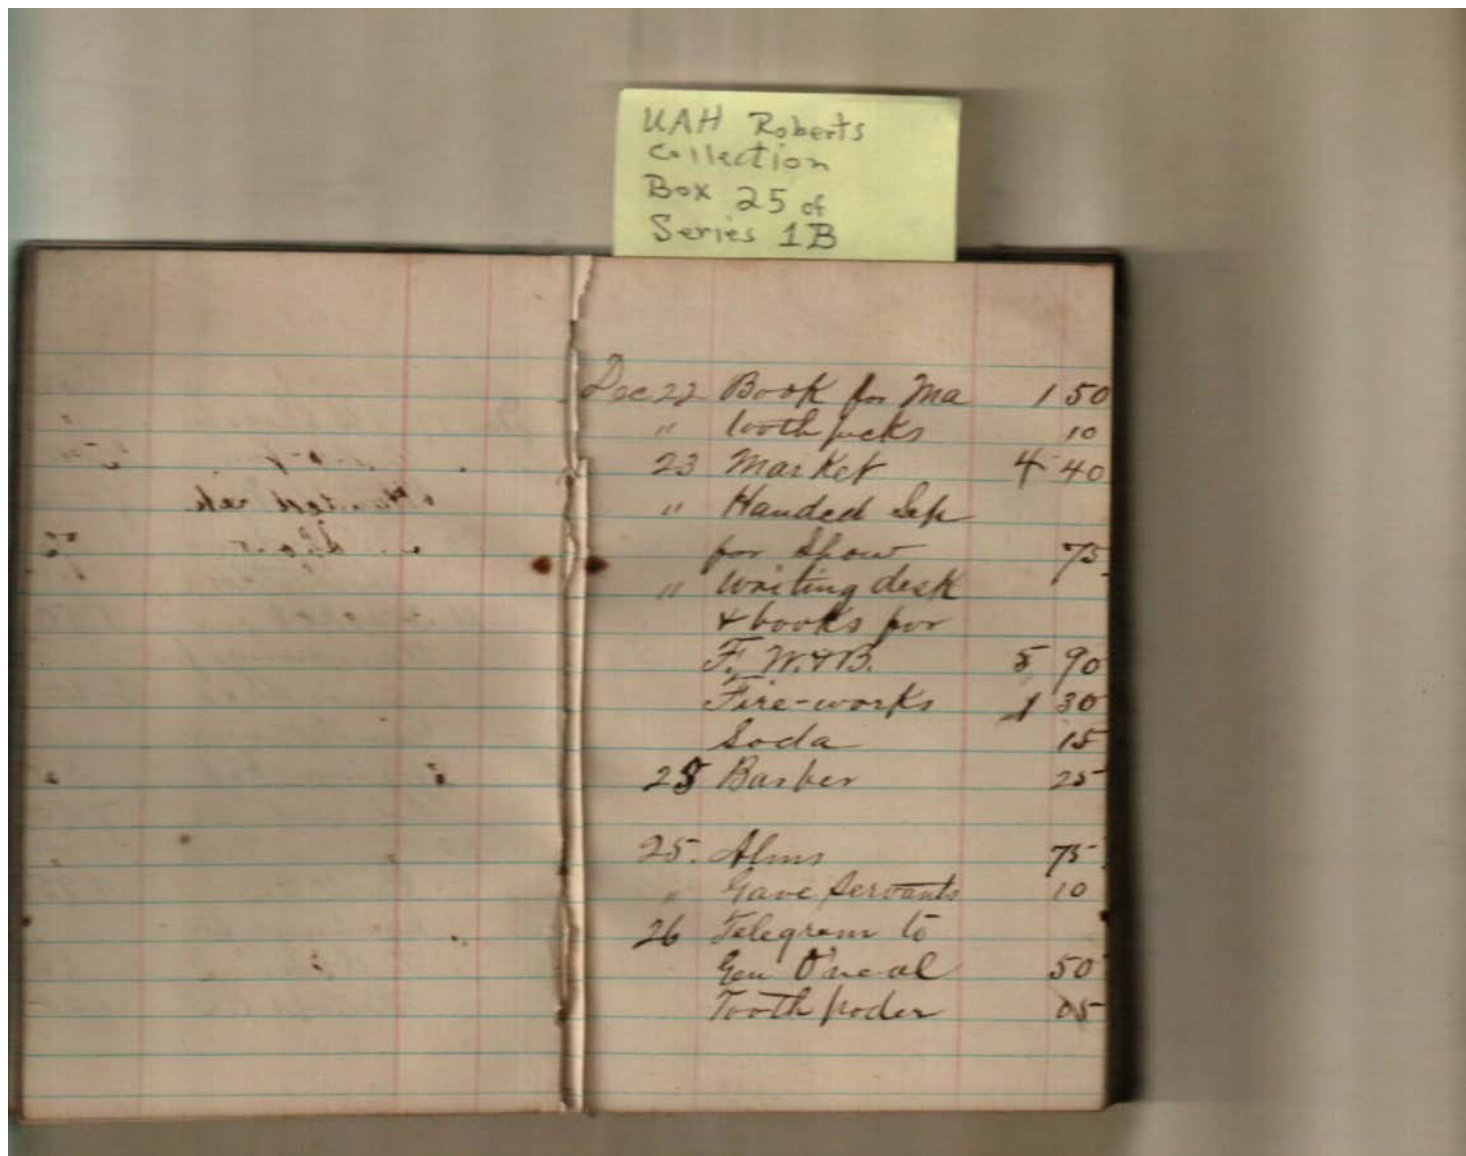 UAH Roberts
Collection
Box 25 of
Series 1B
Dec 22 Book for Ma 1 50
" tooth picks 10
23 Market 4 40
" Handed Sep
for Show 75
" Writing desk
& books for
F. W. & B. 5 90
Fire-works 1 30
Soda 15
25 Barber 25
25. Alms 75
" Gave Servants 10
26 Telegram to
Gen O'neal 50
Tooth poder 05